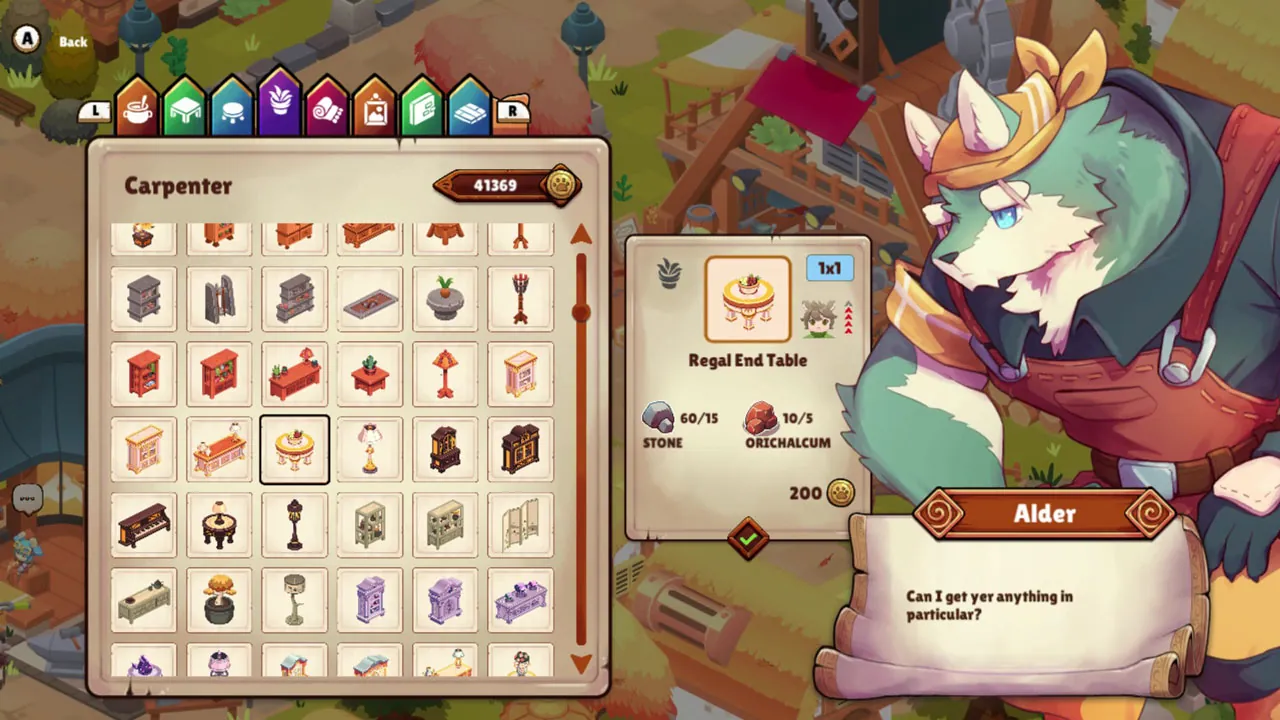 A Back
L
R
Carpenter
41369
1x1
Regal End Table
60/15
10/5
STONE
ORICHALCUM
200
Alder
Can I get yer anything in
particular?